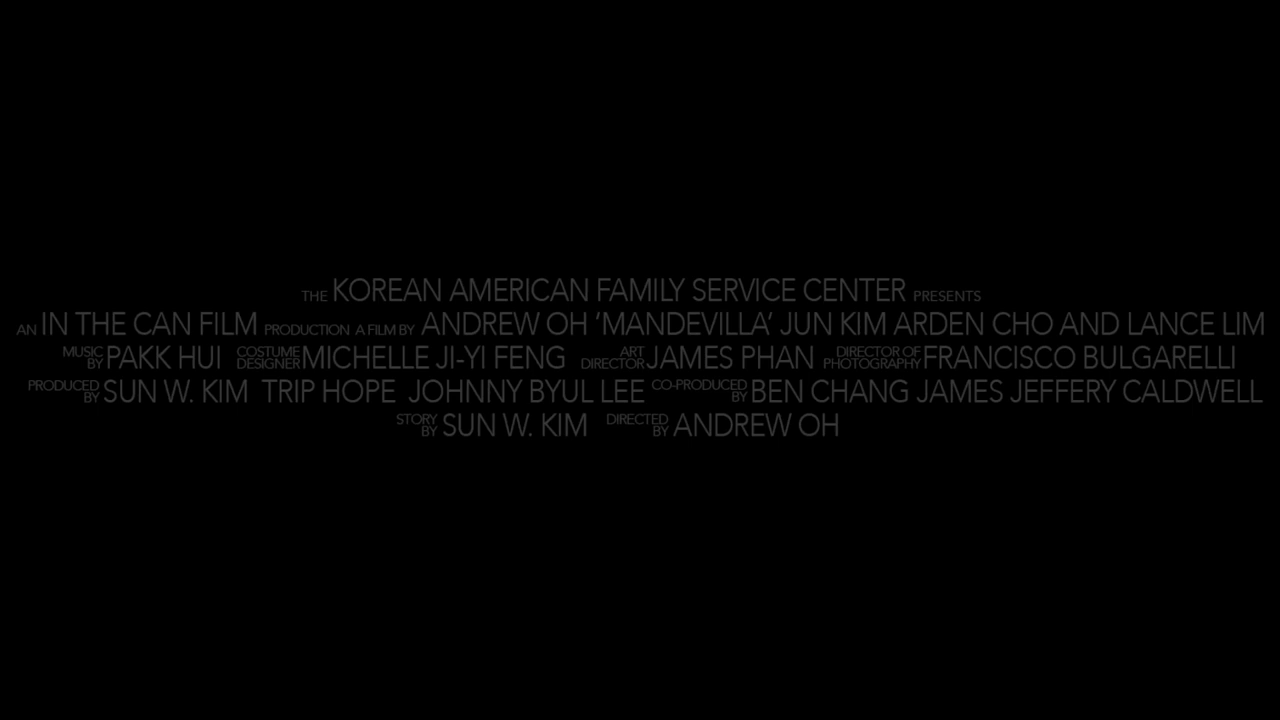 THE KOREAN AMERICAN FAMILY SERVICE CENTER PRESENTS
AN IN THE CAN FILM PRODUCTION A FILM BY ANDREW OH ‘MANDEVILLA’ JUN KIM ARDEN CHO AND LANCE LIM
MUSIC BY PAKK HUI COSTUME DESIGNER MICHELLE JI-YI FENG ART DIRECTOR JAMES PHAN DIRECTOR OF PHOTOGRAPHY FRANCISCO BULGARELLI
PRODUCED BY SUN W. KIM TRIP HOPE JOHNNY BYUL LEE CO-PRODUCED BY BEN CHANG JAMES JEFFERY CALDWELL
STORY BY SUN W. KIM DIRECTED BY ANDREW OH